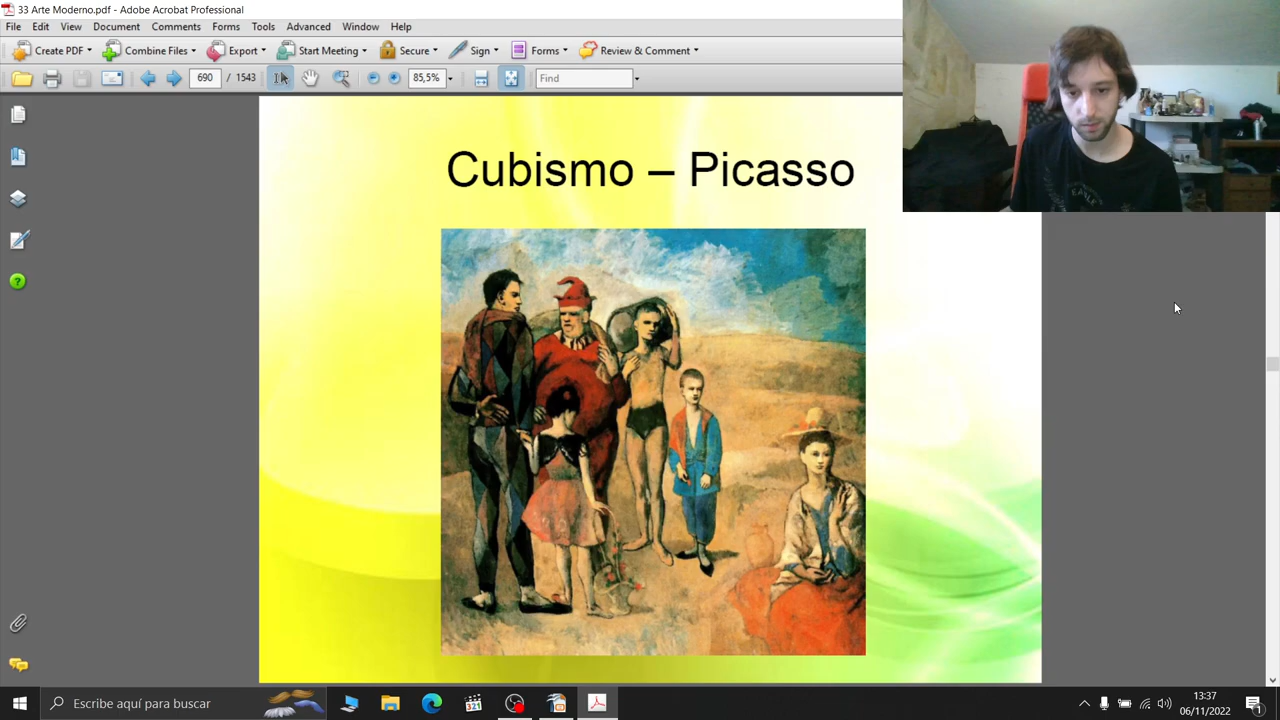 33 Arte Moderno.pdf - Adobe Acrobat Professional
File Edit View Document Comments Forms Tools Advanced Window Help
Create PDF Combine Files Export Start Meeting Secure Sign Forms Review & Comment
690 / 1543 85,5% Find
Cubismo – Picasso
Escribe aquí para buscar
321
13:37
06/11/2022
1